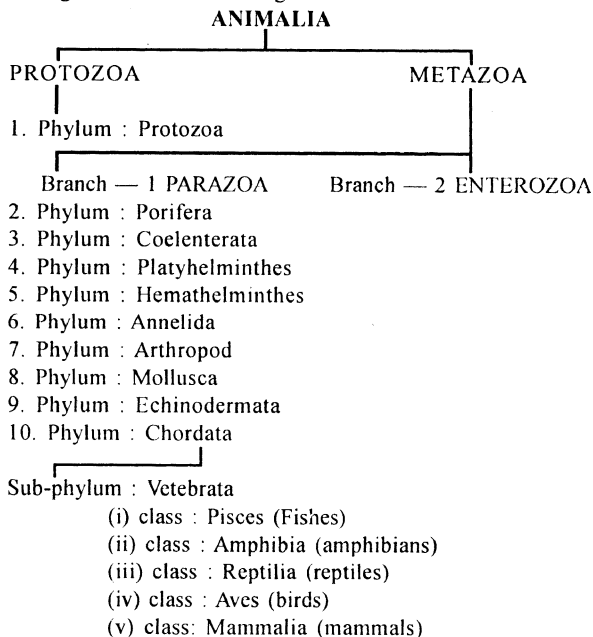 ANIMALIA
PROTOZOA METAZOA
1. Phylum : Protozoa
Branch — 1 PARAZOA Branch — 2 ENTEROZOA
2. Phylum : Porifera
3. Phylum : Coelenterata
4. Phylum : Platyhelminthes
5. Phylum : Hemathelminthes
6. Phylum : Annelida
7. Phylum : Arthropod
8. Phylum : Mollusca
9. Phylum : Echinodermata
10. Phylum : Chordata
Sub-phylum : Vetebrata
(i) class : Pisces (Fishes)
(ii) class : Amphibia (amphibians)
(iii) class : Reptilia (reptiles)
(iv) class : Aves (birds)
(v) class: Mammalia (mammals)